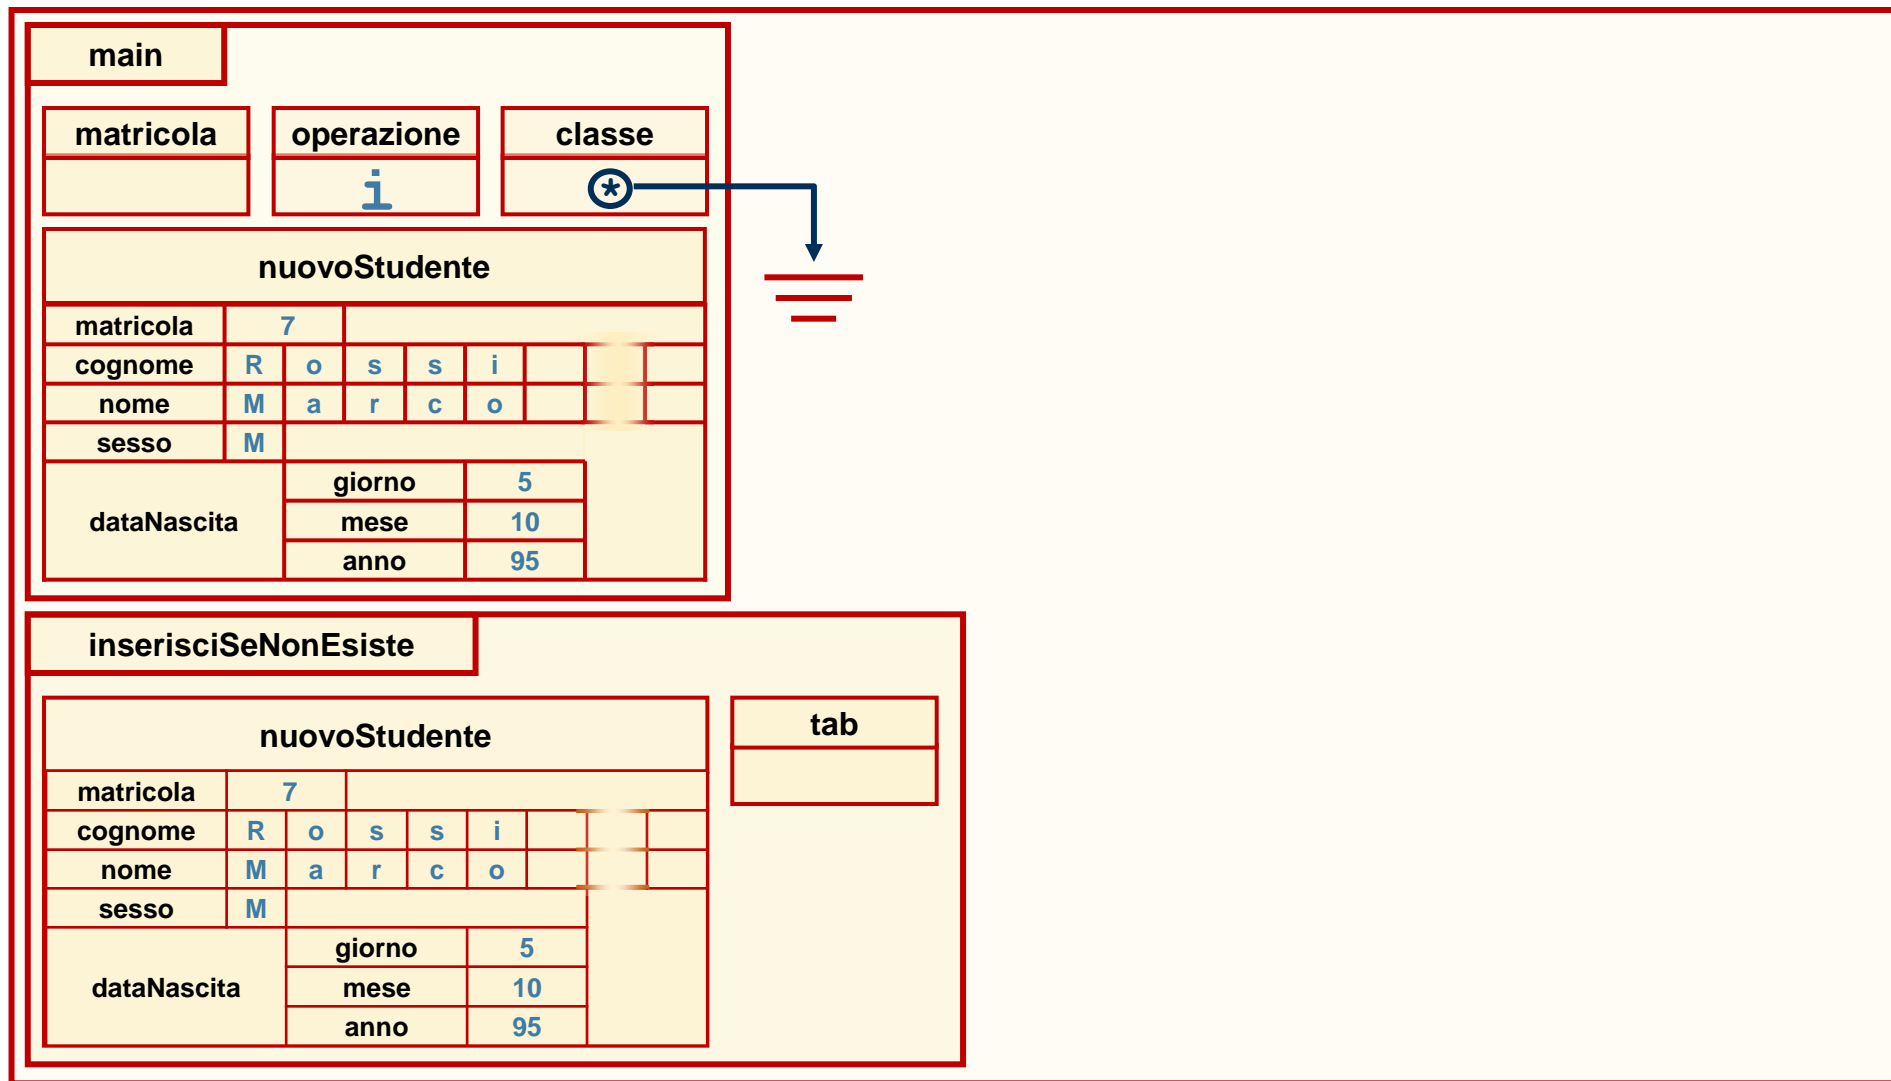 main
matricola operazione classe
i *
nuovoStudente
matricola 7
cognome R o s s i
nome M a r c o
sesso M
giorno 5
dataNascita mese 10
anno 95
inserisciSeNonEsiste
nuovoStudente tab
matricola 7
cognome R o s s i
nome M a r c o
sesso M
giorno 5
dataNascita mese 10
anno 95